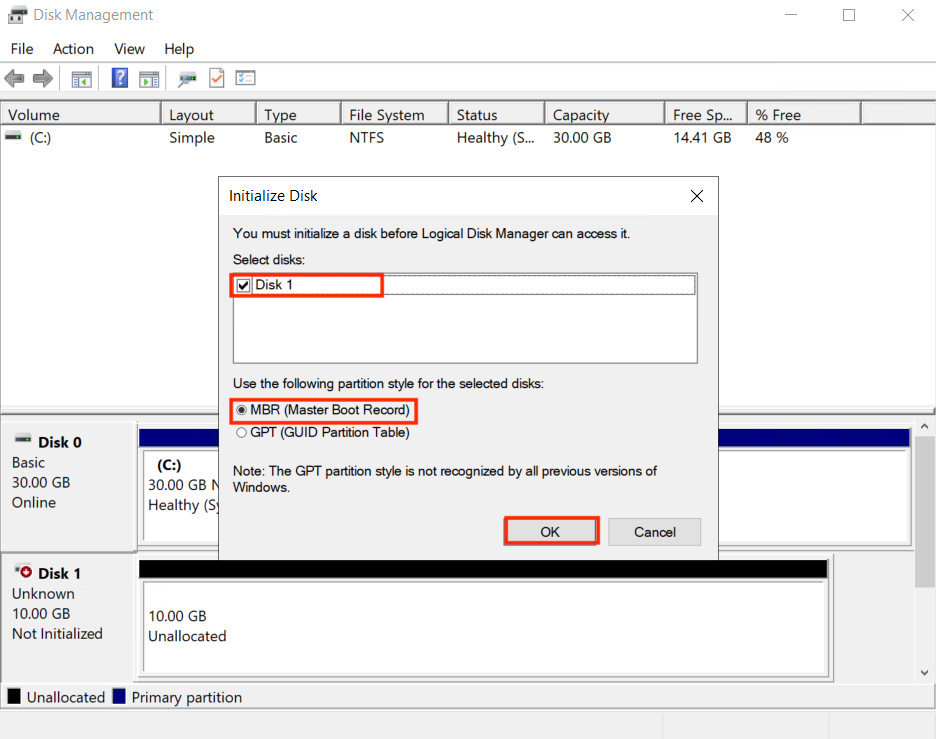 Disk Management
File Action View Help
Volume Layout Type File System Status Capacity Free Sp... % Free
(C:) Simple Basic NTFS Healthy (S... 30.00 GB 14.41 GB 48 %
Initialize Disk
You must initialize a disk before Logical Disk Manager can access it.
Select disks:
Disk 1
Use the following partition style for the selected disks:
MBR (Master Boot Record)
GPT (GUID Partition Table)
Note: The GPT partition style is not recognized by all previous versions of
Windows.
OK Cancel
Disk 0
Basic
30.00 GB
Online
(C:)
30.00 GB N
Healthy (Sy
Disk 1
Unknown
10.00 GB
Not Initialized
10.00 GB
Unallocated
Unallocated Primary partition